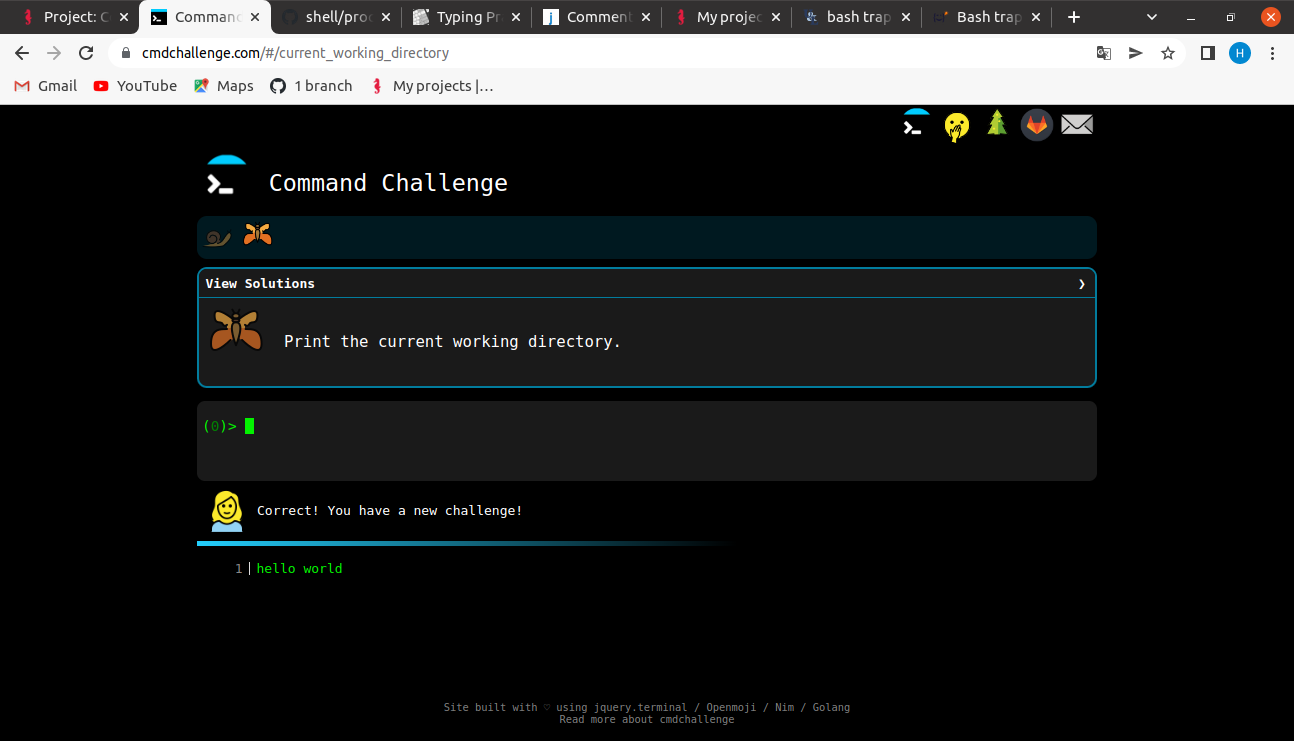 Project: C
Command
shell/proc
Typing Pr
Comment
My projec
bash trap
Bash trap
cmdchallenge.com/#/current_working_directory
H
Gmail
YouTube
Maps
1 branch
My projects |…
Command Challenge
View Solutions ❯
Print the current working directory.
(0)>
Correct! You have a new challenge!
1 hello world
Site built with ♡ using jquery.terminal / Openmoji / Nim / Golang
Read more about cmdchallenge